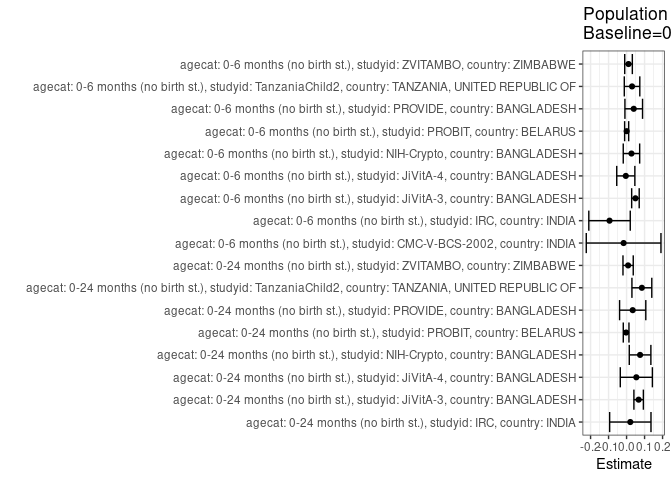 Population
Baseline=0
agecat: 0-6 months (no birth st.), studyid: ZVITAMBO, country: ZIMBABWE
agecat: 0-6 months (no birth st.), studyid: TanzaniaChild2, country: TANZANIA, UNITED REPUBLIC OF
agecat: 0-6 months (no birth st.), studyid: PROVIDE, country: BANGLADESH
agecat: 0-6 months (no birth st.), studyid: PROBIT, country: BELARUS
agecat: 0-6 months (no birth st.), studyid: NIH-Crypto, country: BANGLADESH
agecat: 0-6 months (no birth st.), studyid: JiVitA-4, country: BANGLADESH
agecat: 0-6 months (no birth st.), studyid: JiVitA-3, country: BANGLADESH
agecat: 0-6 months (no birth st.), studyid: IRC, country: INDIA
agecat: 0-6 months (no birth st.), studyid: CMC-V-BCS-2002, country: INDIA
agecat: 0-24 months (no birth st.), studyid: ZVITAMBO, country: ZIMBABWE
agecat: 0-24 months (no birth st.), studyid: TanzaniaChild2, country: TANZANIA, UNITED REPUBLIC OF
agecat: 0-24 months (no birth st.), studyid: PROVIDE, country: BANGLADESH
agecat: 0-24 months (no birth st.), studyid: PROBIT, country: BELARUS
agecat: 0-24 months (no birth st.), studyid: NIH-Crypto, country: BANGLADESH
agecat: 0-24 months (no birth st.), studyid: JiVitA-4, country: BANGLADESH
agecat: 0-24 months (no birth st.), studyid: JiVitA-3, country: BANGLADESH
agecat: 0-24 months (no birth st.), studyid: IRC, country: INDIA
-0.2 -0.1 0.0 0.1 0.2
Estimate